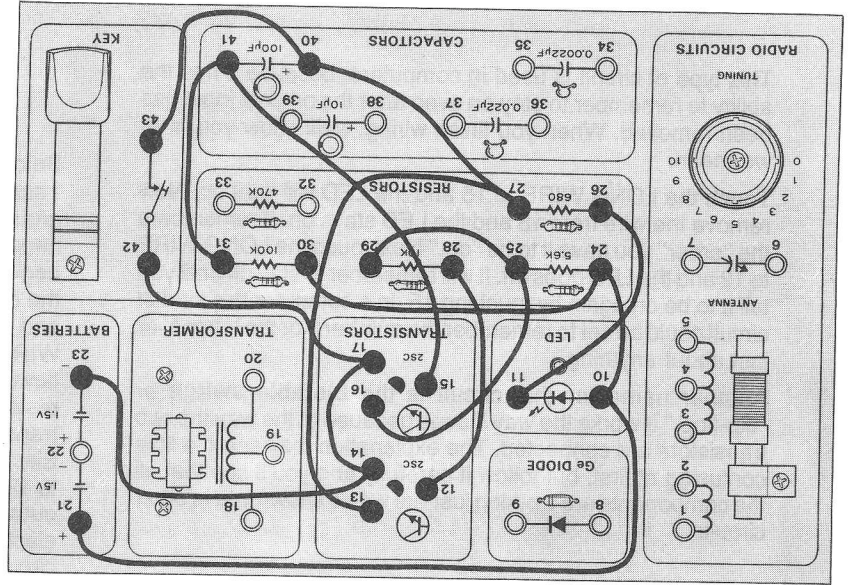 1
2
3
4
5
ANTENNA
6 7
0 1 2 3 4 5 6 7 8 9 10
TUNING
RADIO CIRCUITS
8 9
Ge DIODE
10 11
LED
13
12
14
2SC
16
15
2SC
17
TRANSISTORS
18
19
20
TRANSFORMER
+
21
1.5V
−
22
+
1.5V
−
23
BATTERIES
24 5.6K 25
26 680 27
28 29
30 100K 31
32 470K 33
RESISTORS
34 0.0022µF 35
36 0.022µF 37
38 + 10µF 39
40 + 100µF 41
CAPACITORS
42
43
KEY